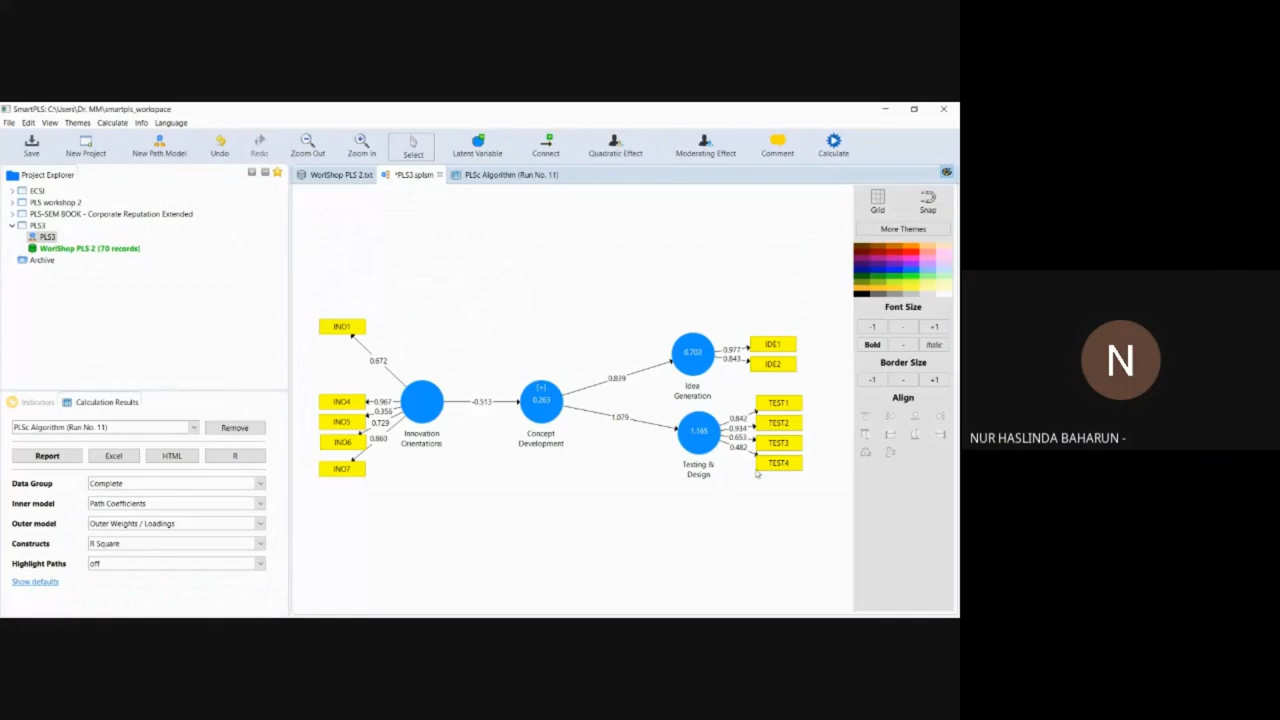 SmartPLS: C:\Users\Dr. MM\smartpls_workspace
File Edit View Themes Calculate Info Language
Save New Project New Path Model Undo Redo Zoom Out Zoom In Select Latent Variable Connect Quadratic Effect Moderating Effect Comment Calculate
Project Explorer
ECSI
PLS workshop 2
PLS-SEM BOOK - Corporate Reputation Extended
PLS3
PLS3
WorlShop PLS 2 [70 records]
Archive
Indicators Calculation Results
PLSc Algorithm (Run No. 11) Remove
Report Excel HTML R
Data Group Complete
Inner model Path Coefficients
Outer model Outer Weights / Loadings
Constructs R Square
Highlight Paths off
Show defaults
WorlShop PLS 2.txt *PLS3.splsm PLSc Algorithm (Run No. 11)
INO1
0.672
INO4 0.967
INO5 0.356
INO6 0.729
INO7 0.860
Innovation
Orientations
-0.513
[+]
0.263
Concept
Development
0.839
1.079
0.703
Idea
Generation
0.977 IDE1
0.843 IDE2
1.165
Testing &
Design
0.842 TEST1
0.934 TEST2
0.653 TEST3
0.482 TEST4
Grid Snap
More Themes
Font Size
-1 - +1
Bold - Italic
Border Size
-1 - +1
Align
N
NUR HASLINDA BAHARUN -